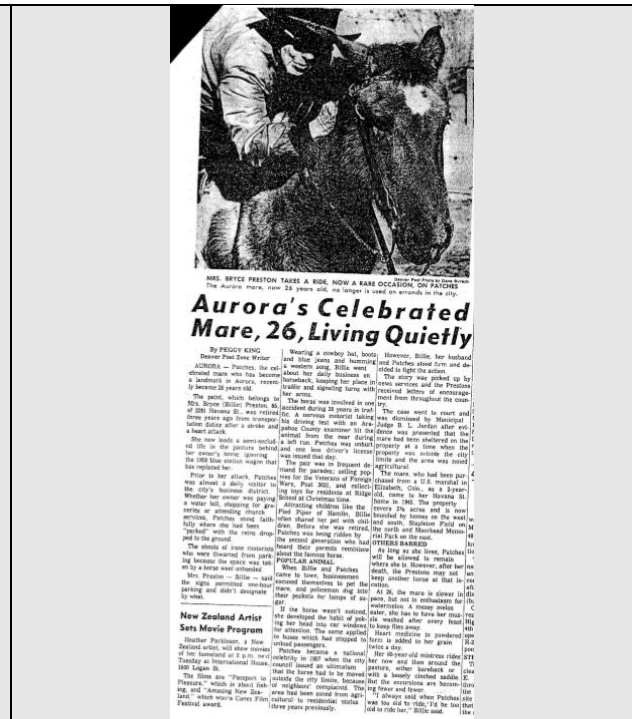 MRS. BRYCE PRESTON TAKES A RIDE, NOW A RARE OCCASION, ON PATCHES
The Aurora mare, now 26 years old, no longer is used on errands in the city.
Aurora's Celebrated
Mare, 26, Living Quietly
By PEGGY KING
Denver Post Zone Writer
AURORA — Patches, the cel-
ebrated mare who has become
a landmark in Aurora, recent-
ly became 26 years old.
The paint, which belongs to
Mrs. Bryce (Billie) Preston, 65,
of Havana St., was retired
three years ago from transpor-
tation duties after a stroke and
a heart attack.
She now leads a semi-seclud-
ed life in the pasture behind
her owner's home, ignoring
the 1958 blue station wagon that
has replaced her.
Prior to her attack, Patches
was almost a daily visitor to
the city's business district.
Whether her owner was paying
a water bill, shopping for gro-
ceries or attending church
services, Patches stood faith-
fully where she had been
"parked" with the reins drop-
ped to the ground.
The shouts of irate motorists
who were thwarted from park-
ing because the space was tak-
en by a horse went unheeded.
Mrs. Preston — Billie — said
the signs permitted one-hour
parking and didn't designate
by what.
New Zealand Artist
Sets Movie Program
Heather Parkinson, a New
Zealand artist, will show movies
of her homeland at 8 p.m. next
Tuesday at International House,
1630 Logan St.
The films are "Passport to
Pleasure," which is about fish-
ing, and "Amazing New Zea-
land," which won a Canes Film
Festival award.
Wearing a cowboy hat, boots
and blue jeans and humming
a western song, Billie went
about her daily business on
horseback, keeping her place in
traffic and signaling turns with
her arms.
The horse was involved in one
accident during 20 years in traf-
fic. A nervous motorist taking
his driving test with an Ara-
pahoe County examiner hit the
animal from the rear during
a left run. Patches was unhurt
and one less driver's license
was issued that day.
The pair was in frequent de-
mand for parades; selling pop-
pies for the Veterans of Foreign
Wars, Post 3631, and collect-
ing toys for residents at Ridge
School at Christmas time.
Attracting children like the
Pied Piper of Hamlin, Billie
often shared her pet with chil-
dren. Before she was retired,
Patches was being ridden by
the second generation who had
heard their parents reminisce
about the famous horse.
POPULAR ANIMAL
When Billie and Patches
came to town, businessmen
excused themselves to pet the
mare, and policemen dug into
their pockets for lumps of su-
gar.
If the horse wasn't noticed,
she developed the habit of pok-
ing her head into car windows
for attention. The same applied
to buses which had stopped to
unload passengers.
Patches became a national
celebrity in 1957 when the city
council issued an ultimatum
that the horse had to be moved
outside the city limits, because
of neighbors' complaints. The
area had been zoned from agri-
cultural to residential status
three years previously.
However, Billie, her husband
and Patches stood firm and de-
cided to fight the action.
The story was picked up by
news services and the Prestons
received letters of encourage-
ment from throughout the coun-
try.
The case went to court and
was dismissed by Municipal
Judge B. L. Jordan after evi-
dence was presented that the
mare had been sheltered on the
property at a time when the
property was outside the city
limits and the area was zoned
agricultural.
The mare, who had been pur-
chased from a U.S. marshal in
Elizabeth, Colo., as a 3-year-
old, came to her Havana St.
home in 1946. The property
covers 2¼ acres and is now
bounded by homes on the west
and south, Stapleton Field on
the north and Moorhead Memo-
rial Park on the east.
OTHERS BARRED
As long as she lives, Patches
will be allowed to remain
where she is. However, after her
death, the Prestons may not
keep another horse at that lo-
cation.
At 26, the mare is slower in
pace, but not in enthusiasm for
watermelon. A messy melon
eater, she has to have her muz-
zle washed after every feast
to keep flies away.
Heart medicine in powdered
form is added to her grain
twice a day.
Her 65-year-old mistress rides
her now and around the
pasture, either bareback or
with a loosely cinched saddle.
But the excursions are becom-
ing fewer and fewer.
"I always said when Patches
was too old to ride, I'd be too
old to ride her," Billie said.